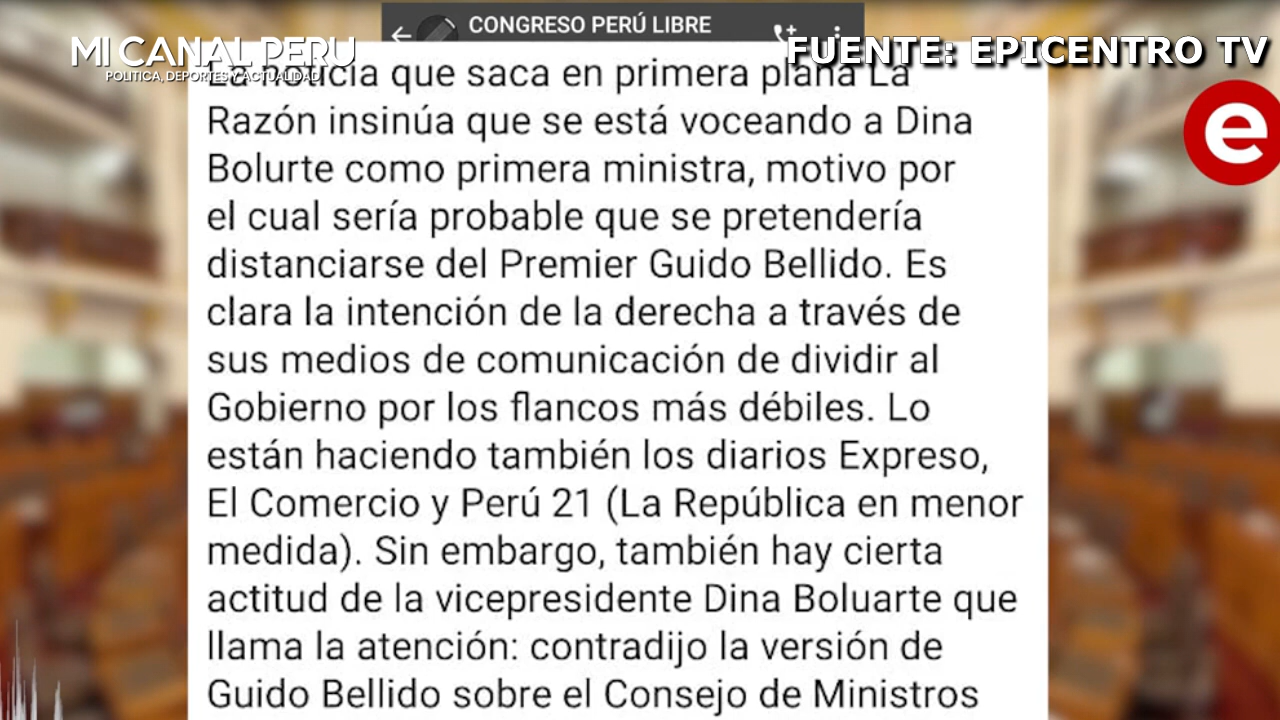 CONGRESO PERÚ LIBRE
MI CANAL PERU
POLITICA, DEPORTES Y ACTUALIDAD
FUENTE: EPICENTRO TV
e
La noticia que saca en primera plana La
Razón insinúa que se está voceando a Dina
Bolurte como primera ministra, motivo por
el cual sería probable que se pretendería
distanciarse del Premier Guido Bellido. Es
clara la intención de la derecha a través de
sus medios de comunicación de dividir al
Gobierno por los flancos más débiles. Lo
están haciendo también los diarios Expreso,
El Comercio y Perú 21 (La República en menor
medida). Sin embargo, también hay cierta
actitud de la vicepresidente Dina Boluarte que
llama la atención: contradijo la versión de
Guido Bellido sobre el Consejo de Ministros